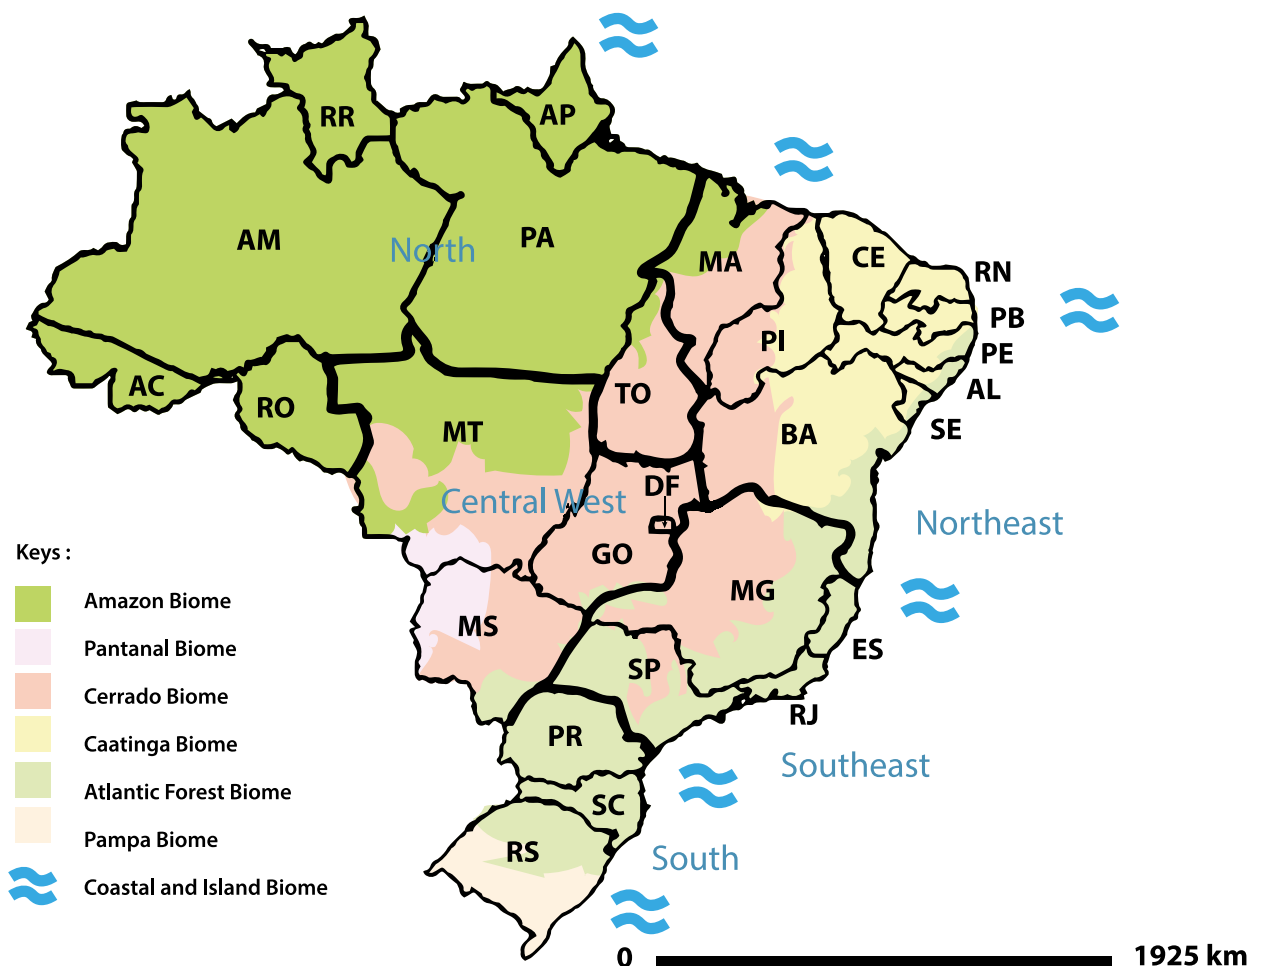 RR
AP
AM
North
PA
MA
CE
RN
PB
PI
PE
AL
AC
RO
TO
MT
BA
SE
DF
Central West
Northeast
GO
MG
MS
ES
SP
RJ
PR
Southeast
SC
RS
South
Keys :
Amazon Biome
Pantanal Biome
Cerrado Biome
Caatinga Biome
Atlantic Forest Biome
Pampa Biome
Coastal and Island Biome
0
1925 km